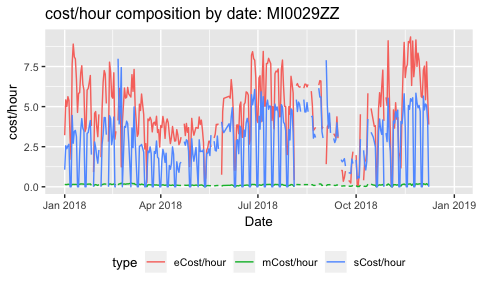 cost/hour composition by date: MI0029ZZ
cost/hour
7.5
5.0
2.5
0.0
Jan 2018 Apr 2018 Jul 2018 Oct 2018 Jan 2019
Date
type eCost/hour mCost/hour sCost/hour